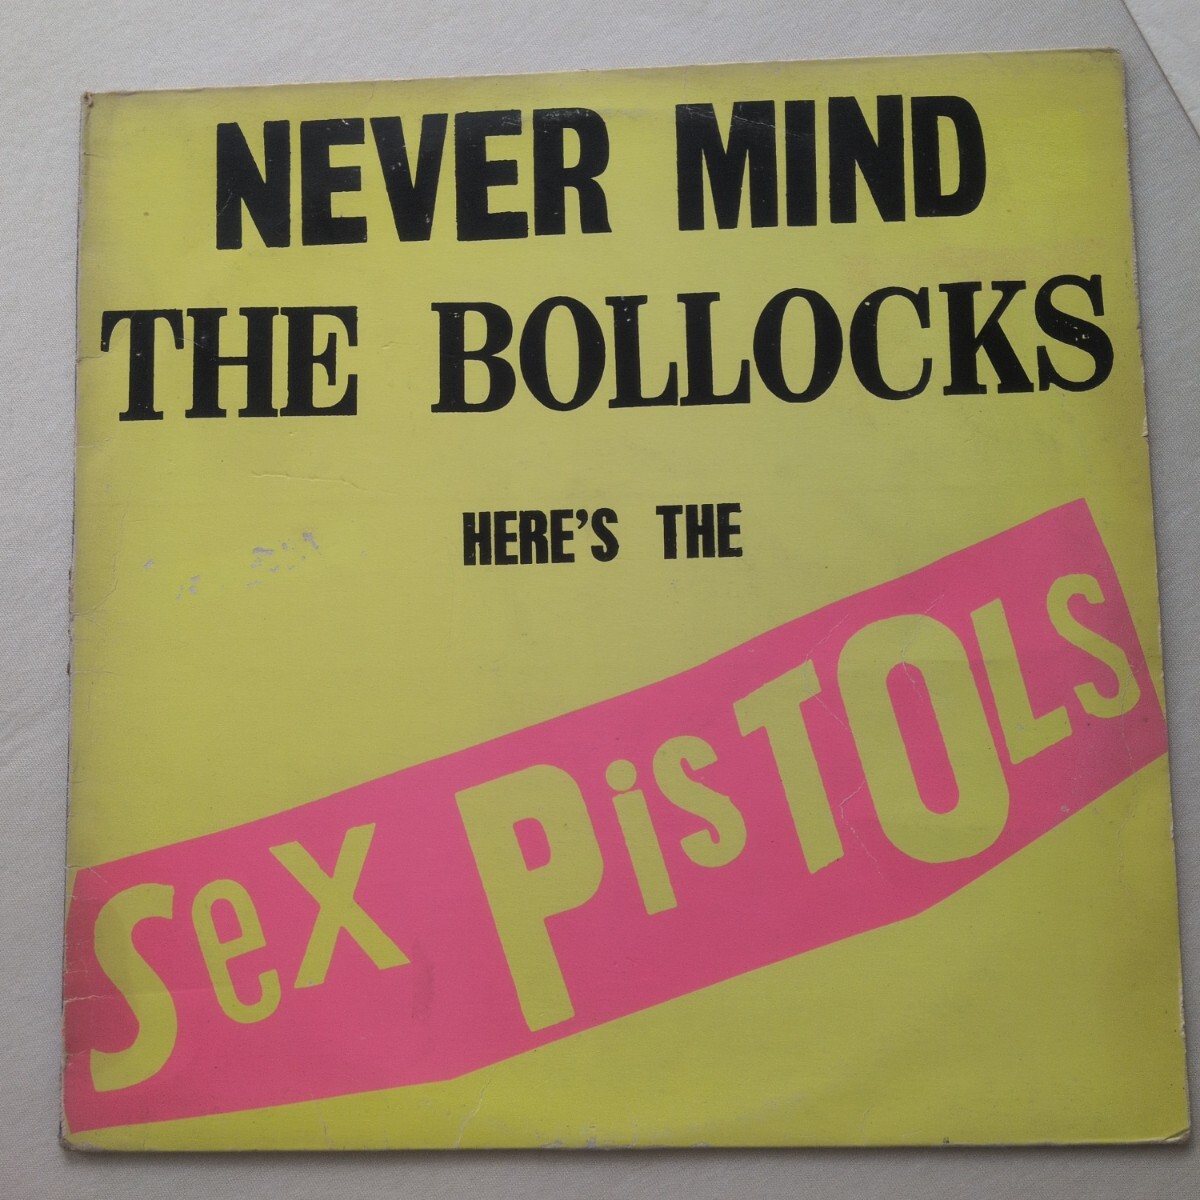 NEVER MIND
THE BOLLOCKS
HERE'S THE
Sex PisTOLS